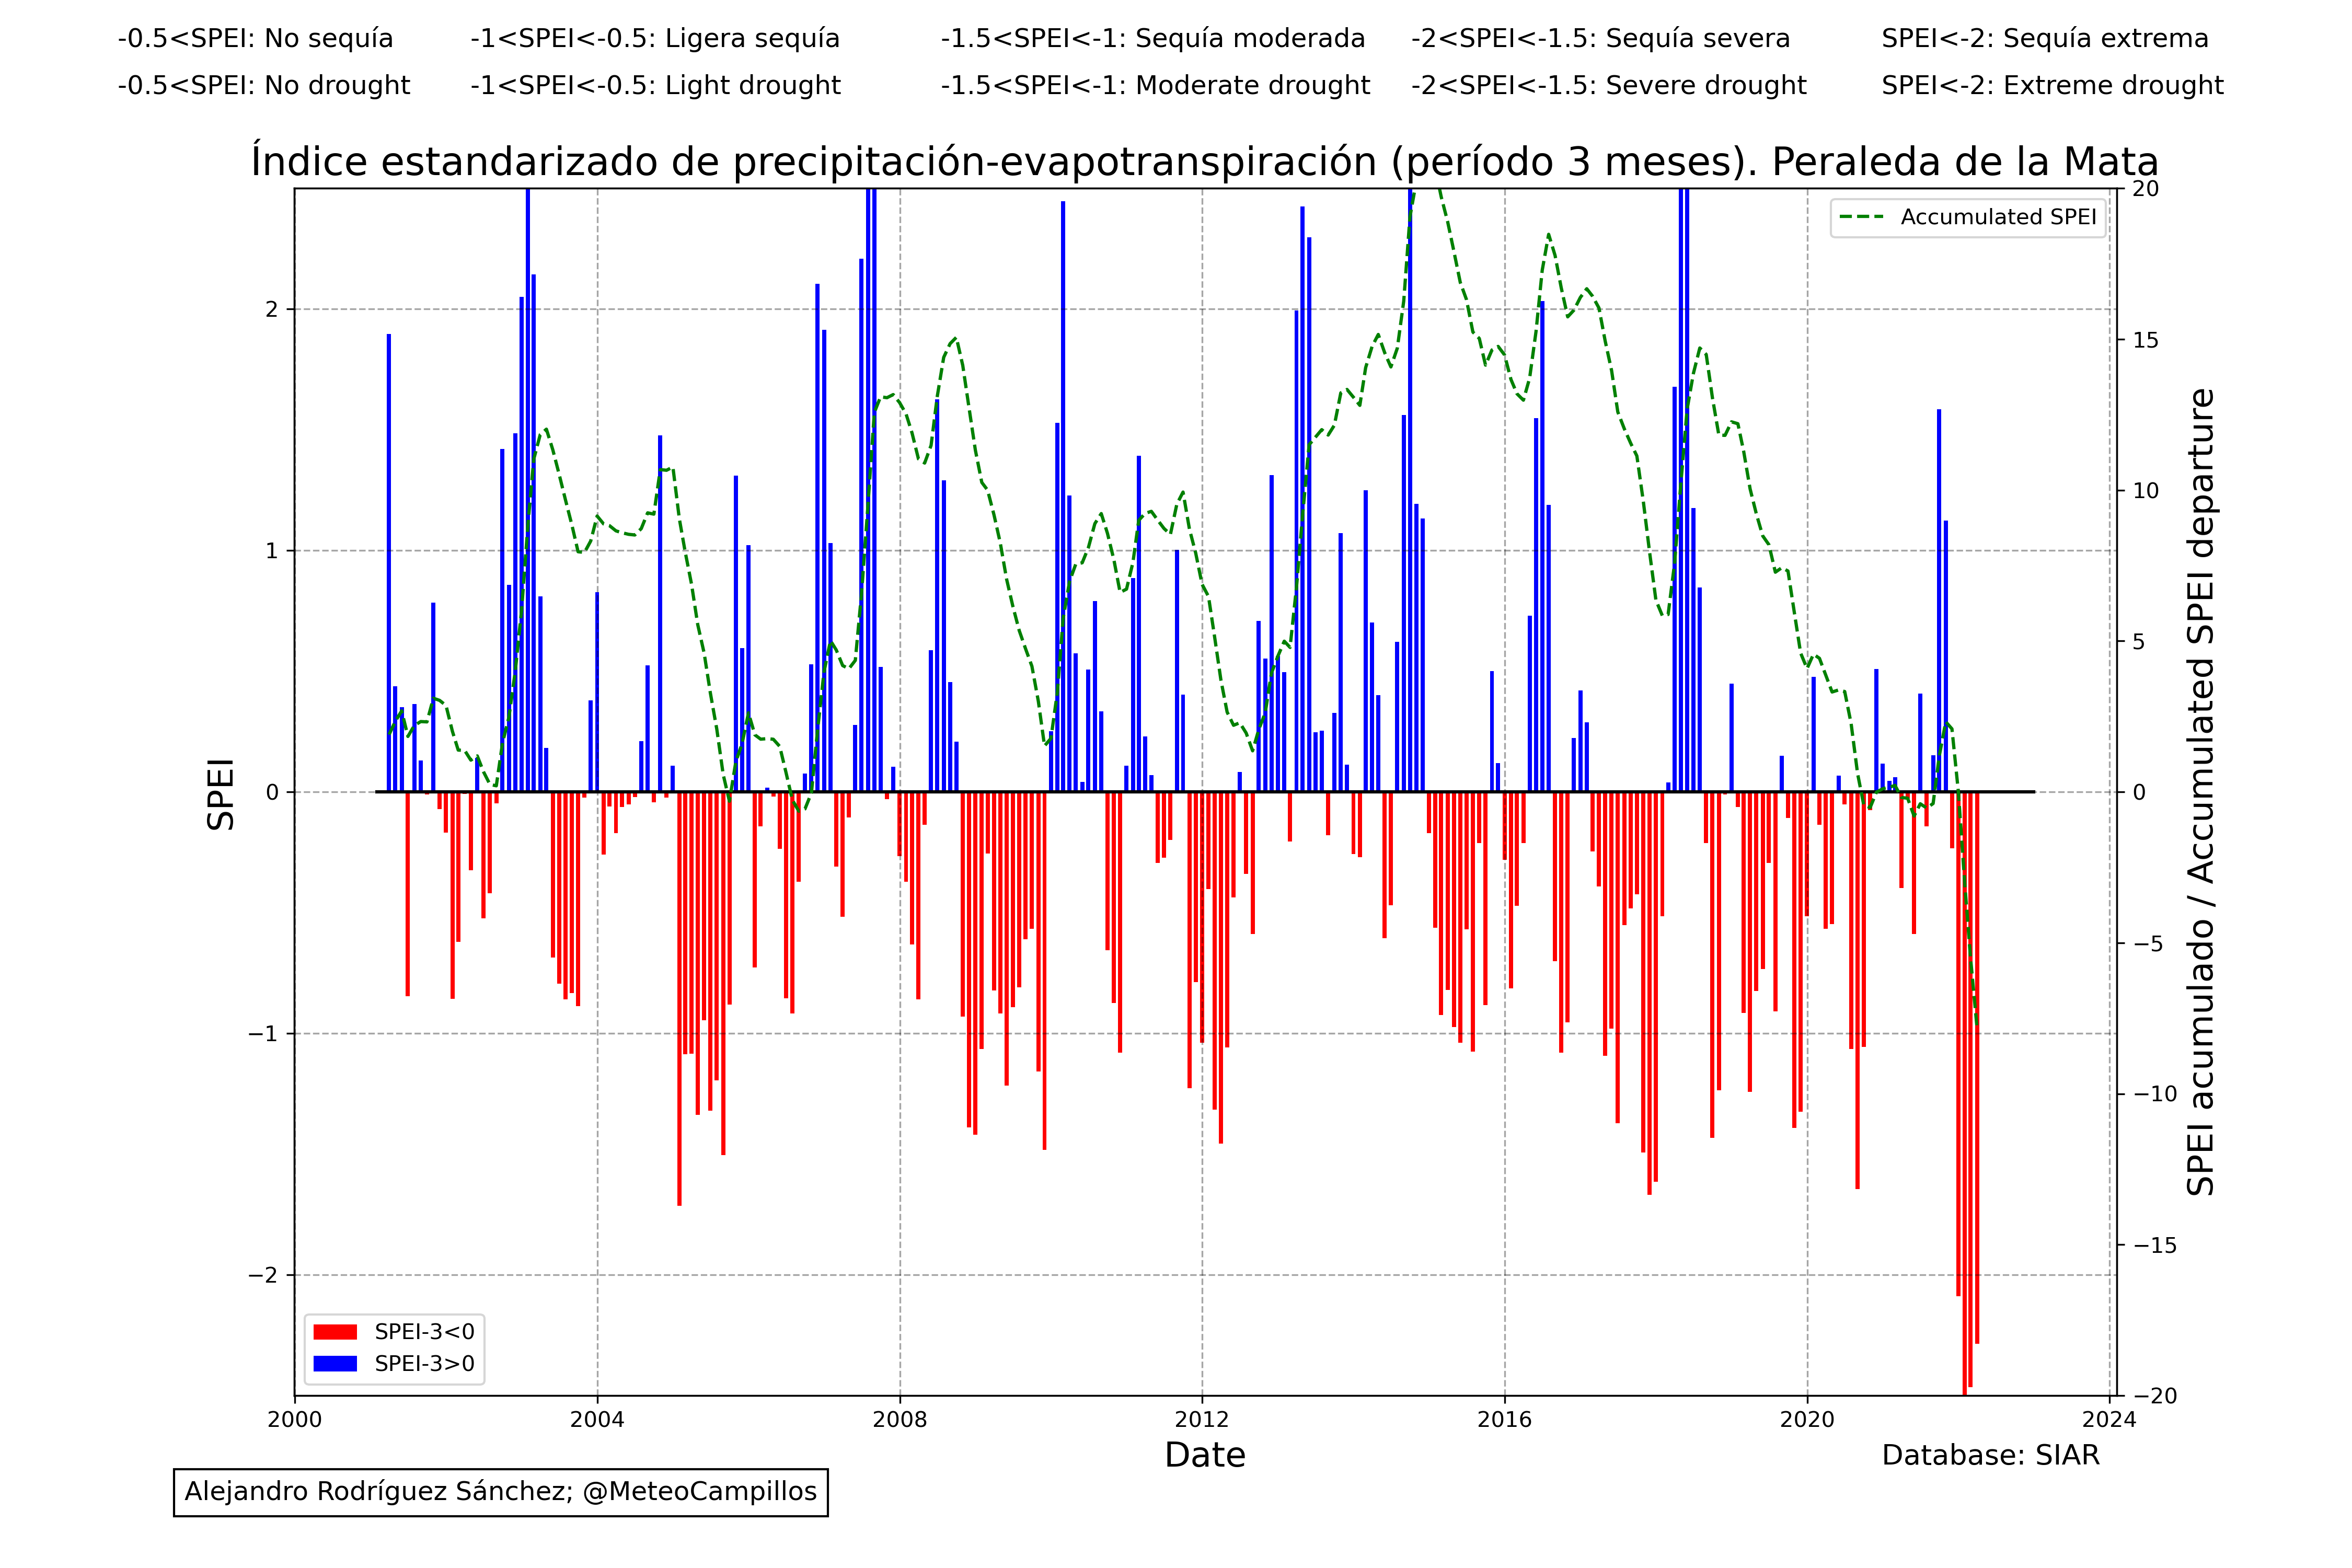 -0.5<SPEI: No sequía
-1<SPEI<-0.5: Ligera sequía
-1.5<SPEI<-1: Sequía moderada
-2<SPEI<-1.5: Sequía severa
SPEI<-2: Sequía extrema
-0.5<SPEI: No drought
-1<SPEI<-0.5: Light drought
-1.5<SPEI<-1: Moderate drought
-2<SPEI<-1.5: Severe drought
SPEI<-2: Extreme drought
Índice estandarizado de precipitación-evapotranspiración (período 3 meses). Peraleda de la Mata
Accumulated SPEI
SPEI
2
1
0
−1
−2
20
15
10
5
0
−5
−10
−15
−20
SPEI acumulado / Accumulated SPEI departure
SPEI-3<0
SPEI-3>0
2000
2004
2008
2012
2016
2020
2024
Date
Database: SIAR
Alejandro Rodríguez Sánchez; @MeteoCampillos